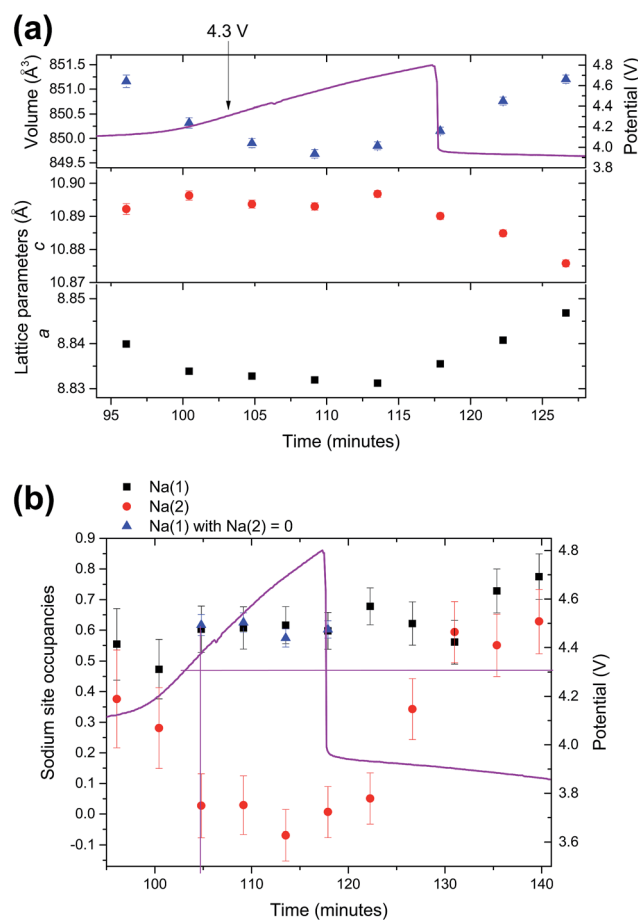 (a)
4.3 V
Volume (Å³)
851.5
851.0
850.5
850.0
849.5
4.8
4.6
4.4
4.2
4.0
3.8
Potential (V)
Lattice parameters (Å)
c
10.90
10.89
10.88
10.87
a
8.85
8.84
8.83
95 100 105 110 115 120 125
Time (minutes)
(b)
Na(1)
Na(2)
Na(1) with Na(2) = 0
Sodium site occupancies
0.9
0.8
0.7
0.6
0.5
0.4
0.3
0.2
0.1
0.0
-0.1
4.8
4.6
4.4
4.2
4.0
3.8
3.6
Potential (V)
100 110 120 130 140
Time (minutes)